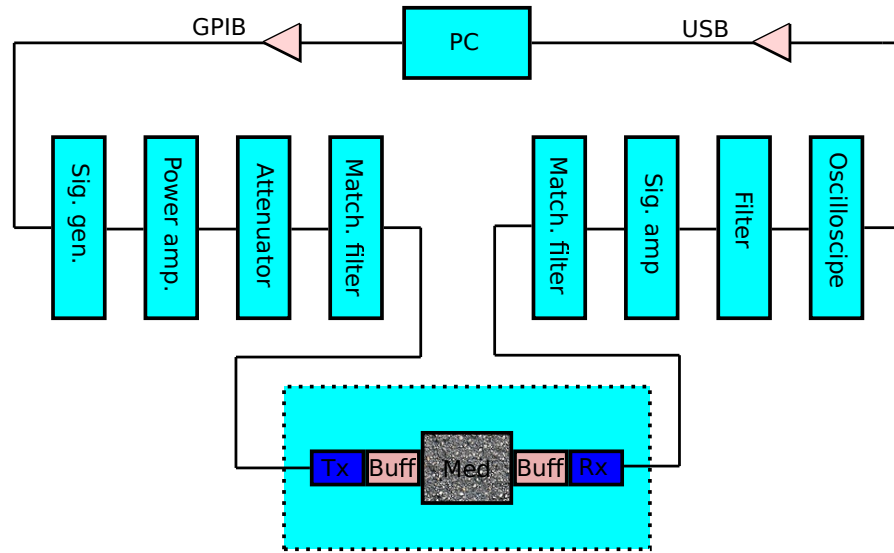 GPIB
PC
USB
Sig. gen.
Power amp.
Attenuator
Match. filter
Match. filter
Sig. amp
Filter
Oscilloscipe
Tx
Buff
Med
Buff
Rx